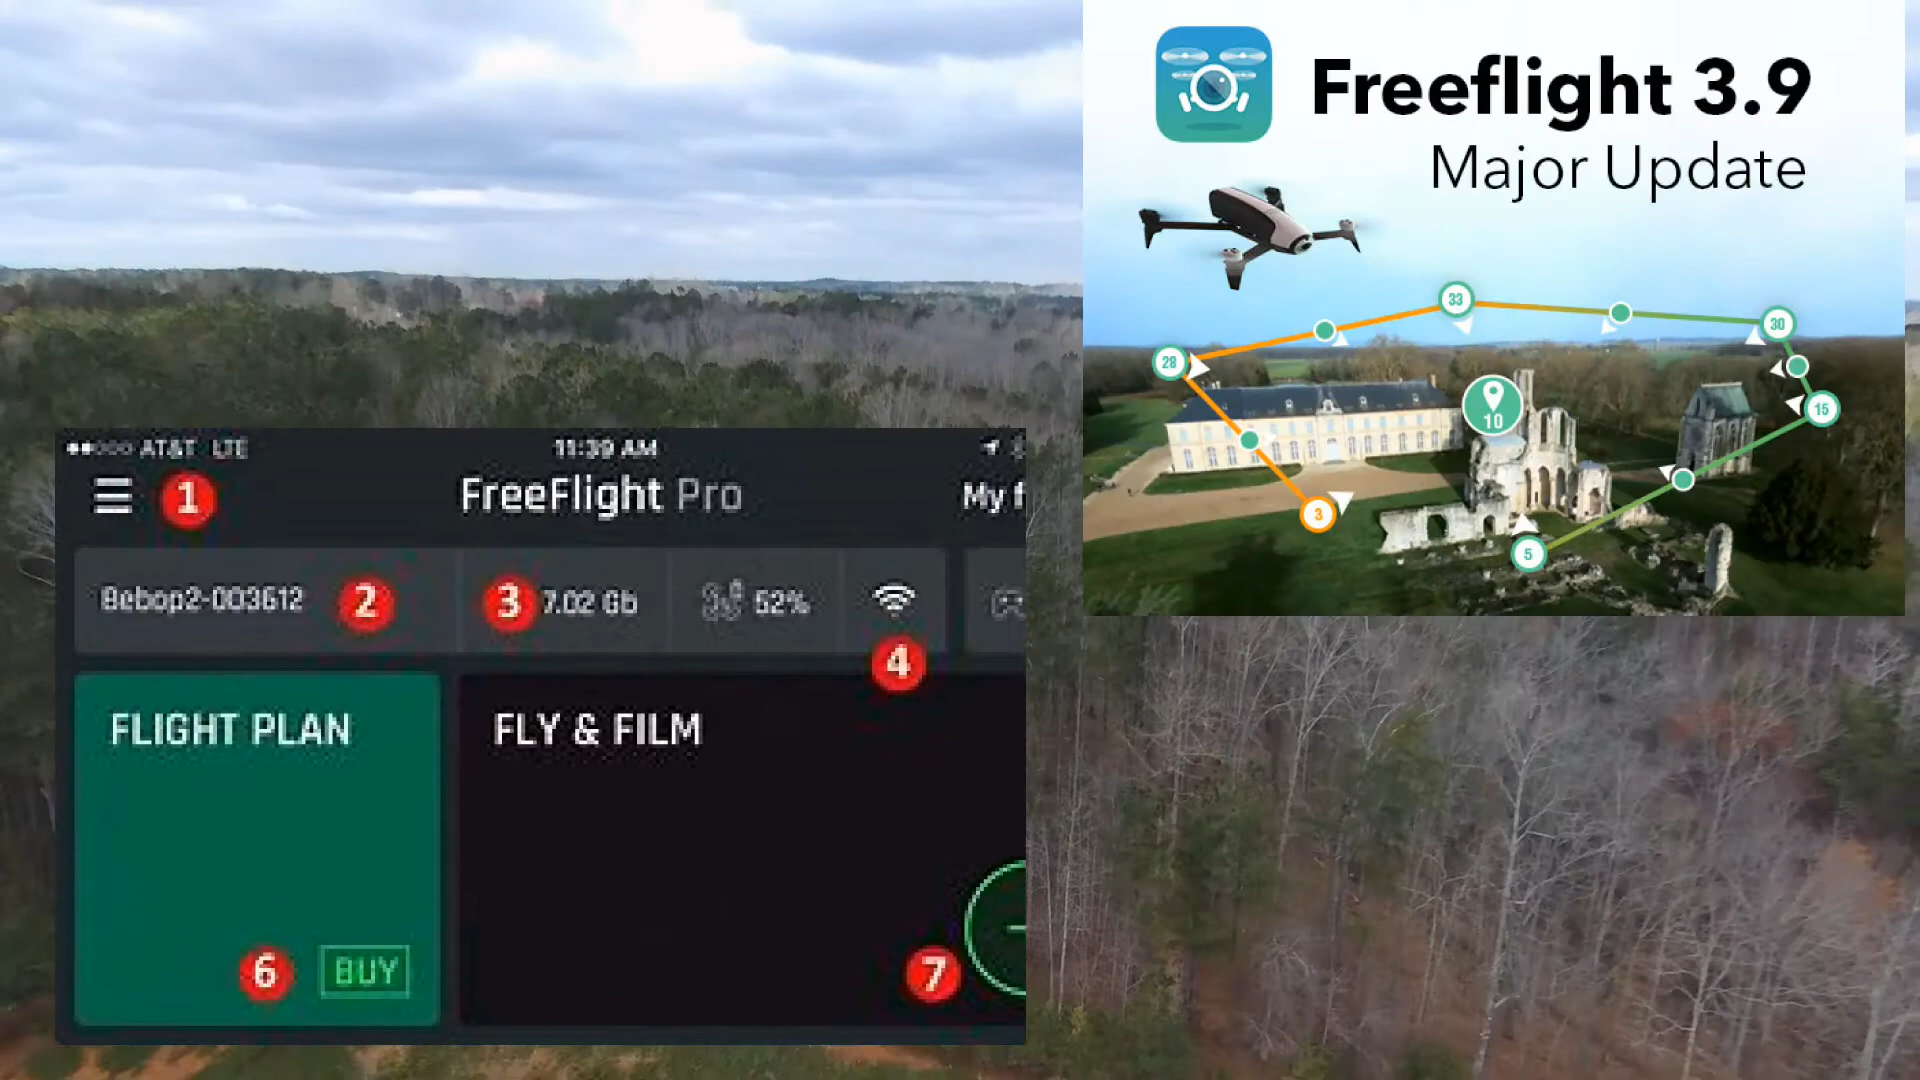 AT&T LTE
11:39 AM
1
FreeFlight Pro
My f
Bebop2-003612
2
3
7.02 Gb
52%
4
FLIGHT PLAN
FLY & FILM
6
BUY
7
Freeflight 3.9
Major Update
33
30
28
10
15
3
5